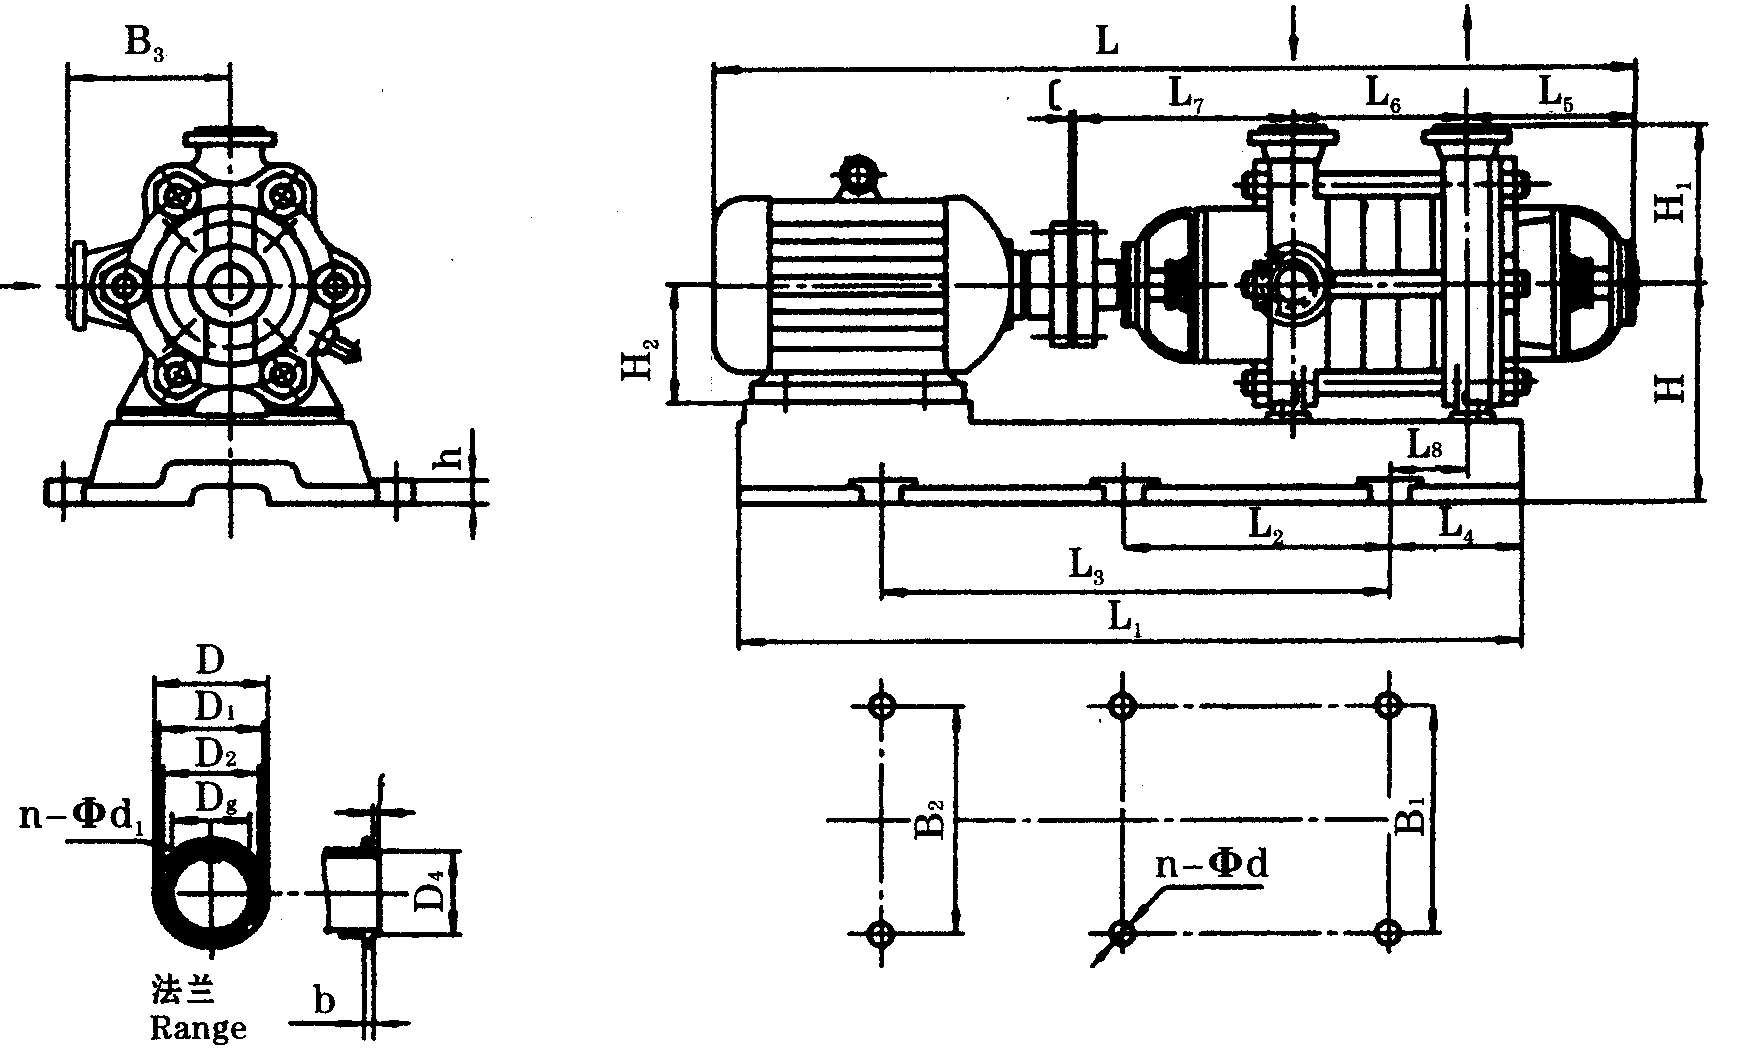 B₃
L
L₇
L₆
L₅
H₁
H₂
H
h
L₈
L₂
L₄
L₃
L₁
D
D₁
D₂
Dg
n-Φd₁
D₄
b
法兰
Range
B₂
B₁
n-Φd